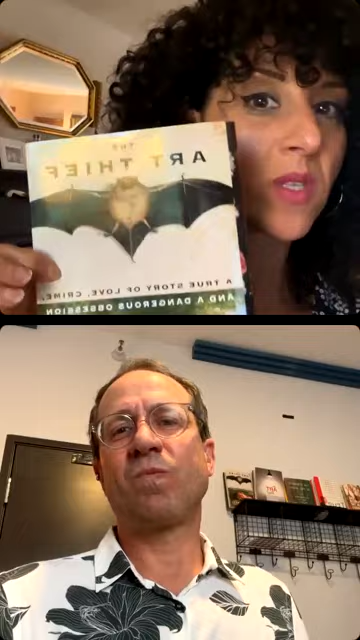 THE
ART THIEF
A TRUE STORY OF LOVE, CRIME,
AND A DANGEROUS OBSESSION